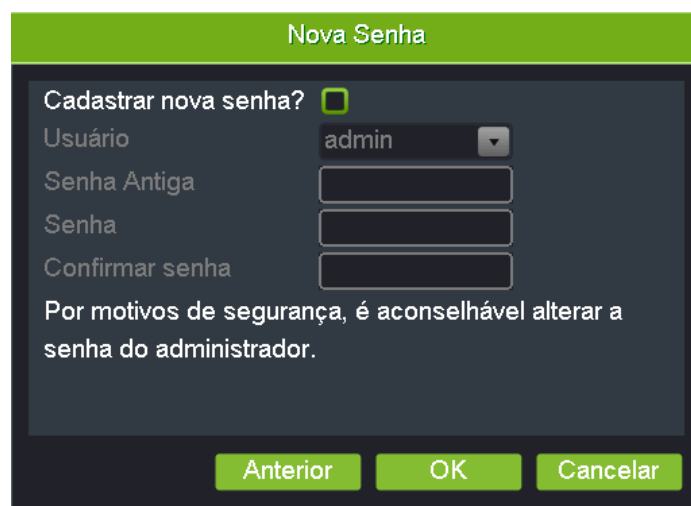 Nova Senha
Cadastrar nova senha?
Usuário admin
Senha Antiga
Senha
Confirmar senha
Por motivos de segurança, é aconselhável alterar a
senha do administrador.
Anterior OK Cancelar